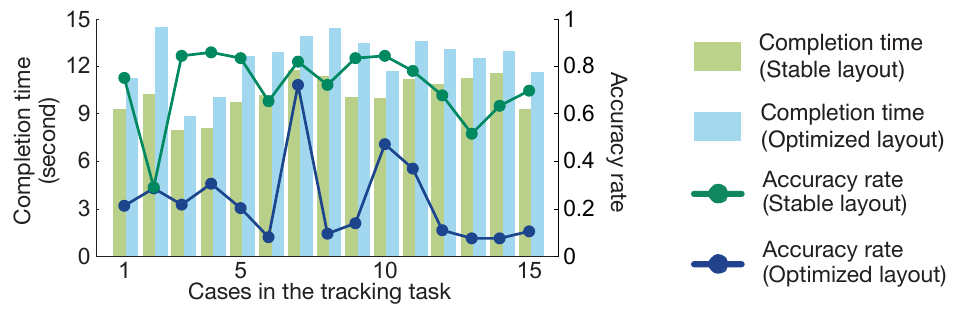 15
12
9
6
3
0
Completion time
(second)
1
0.8
0.6
0.4
0.2
0
Accuracy rate
1
5
10
15
Cases in the tracking task
Completion time
(Stable layout)
Completion time
(Optimized layout)
Accuracy rate
(Stable layout)
Accuracy rate
(Optimized layout)